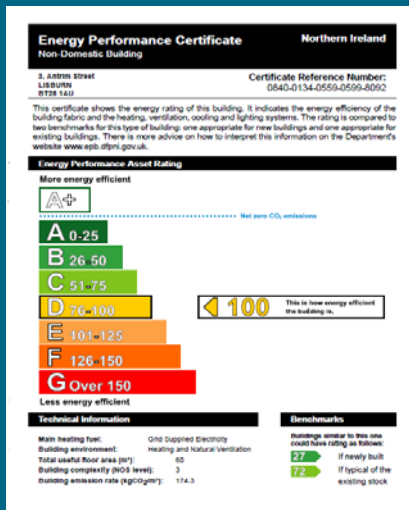 Energy Performance Certificate
Northern Ireland
Non-Domestic Building
3, Antrim Street
LISBURN
BT28 1AU
Certificate Reference Number:
0840-0134-0559-0599-8092
This certificate shows the energy rating of this building. It indicates the energy efficiency of
the building fabric and the heating, ventilation, cooling and lighting systems. The rating is compared to
two benchmarks for this type of building: one appropriate for new buildings and one appropriate for
existing buildings. There is more advice on how to interpret this information on the Department's
website www.epb.dfpni.gov.uk.
Energy Performance Asset Rating
More energy efficient
A+
Net zero CO₂ emissions
A 0-25
B 26-50
C 51-75
D 76-100
100
This is how energy efficient
the building is.
E 101-125
F 126-150
G Over 150
Less energy efficient
Technical Information
Main heating fuel: Grid Supplied Electricity
Building environment: Heating and Natural Ventilation
Total useful floor area (m²): 60
Building complexity (NOS level): 3
Building emission rate (kgCO₂/m²): 174.3
Benchmarks
Buildings similar to this one
could have rating as follows:
27 If newly built
72 If typical of the
existing stock